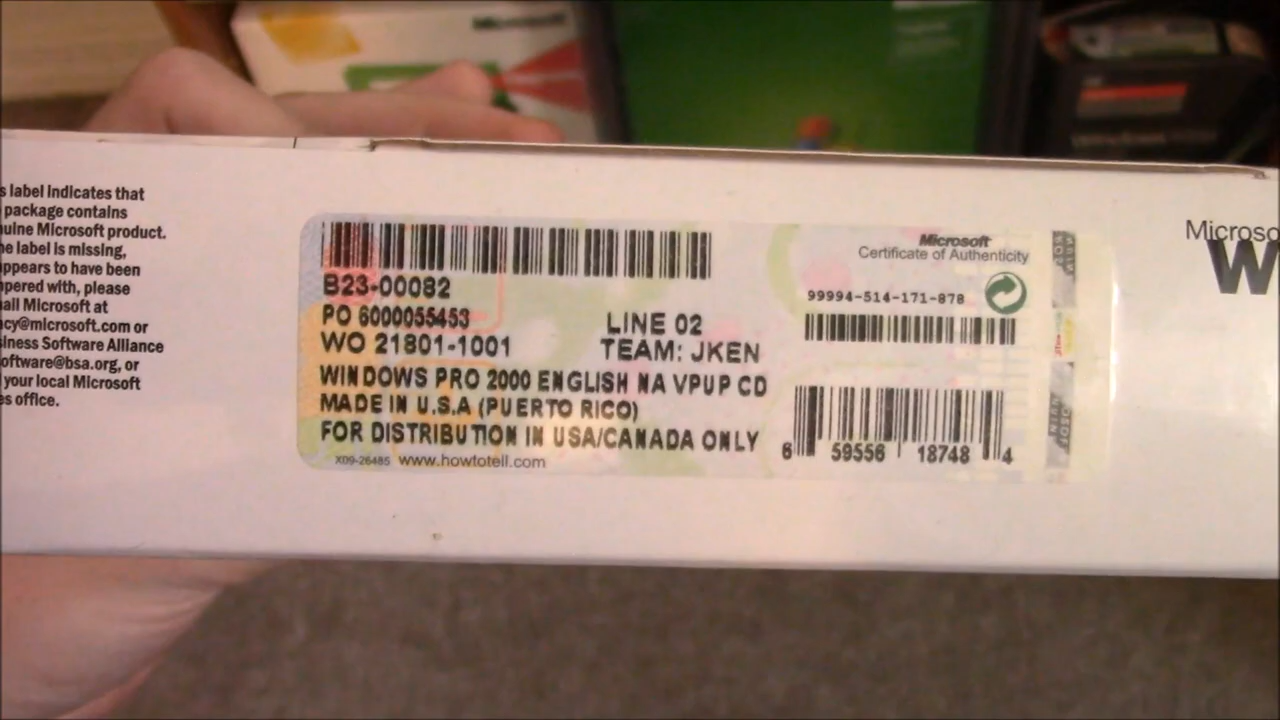 s label indicates that
package contains
uine Microsoft product.
he label is missing,
appears to have been
pered with, please
all Microsoft at
cy@microsoft.com or
siness Software Alliance
oftware@bsa.org, or
your local Microsoft
es office.
B23-00082
PO 6000055453
LINE 02
WO 21801-1001
TEAM: JKEN
WINDOWS PRO 2000 ENGLISH NA VPUP CD
MADE IN U.S.A (PUERTO RICO)
FOR DISTRIBUTION IN USA/CANADA ONLY
X09-26485 www.howtotell.com
Microsoft
Certificate of Authenticity
99994-514-171-878
6 59556 18748 4
Microso
W
Microsoft